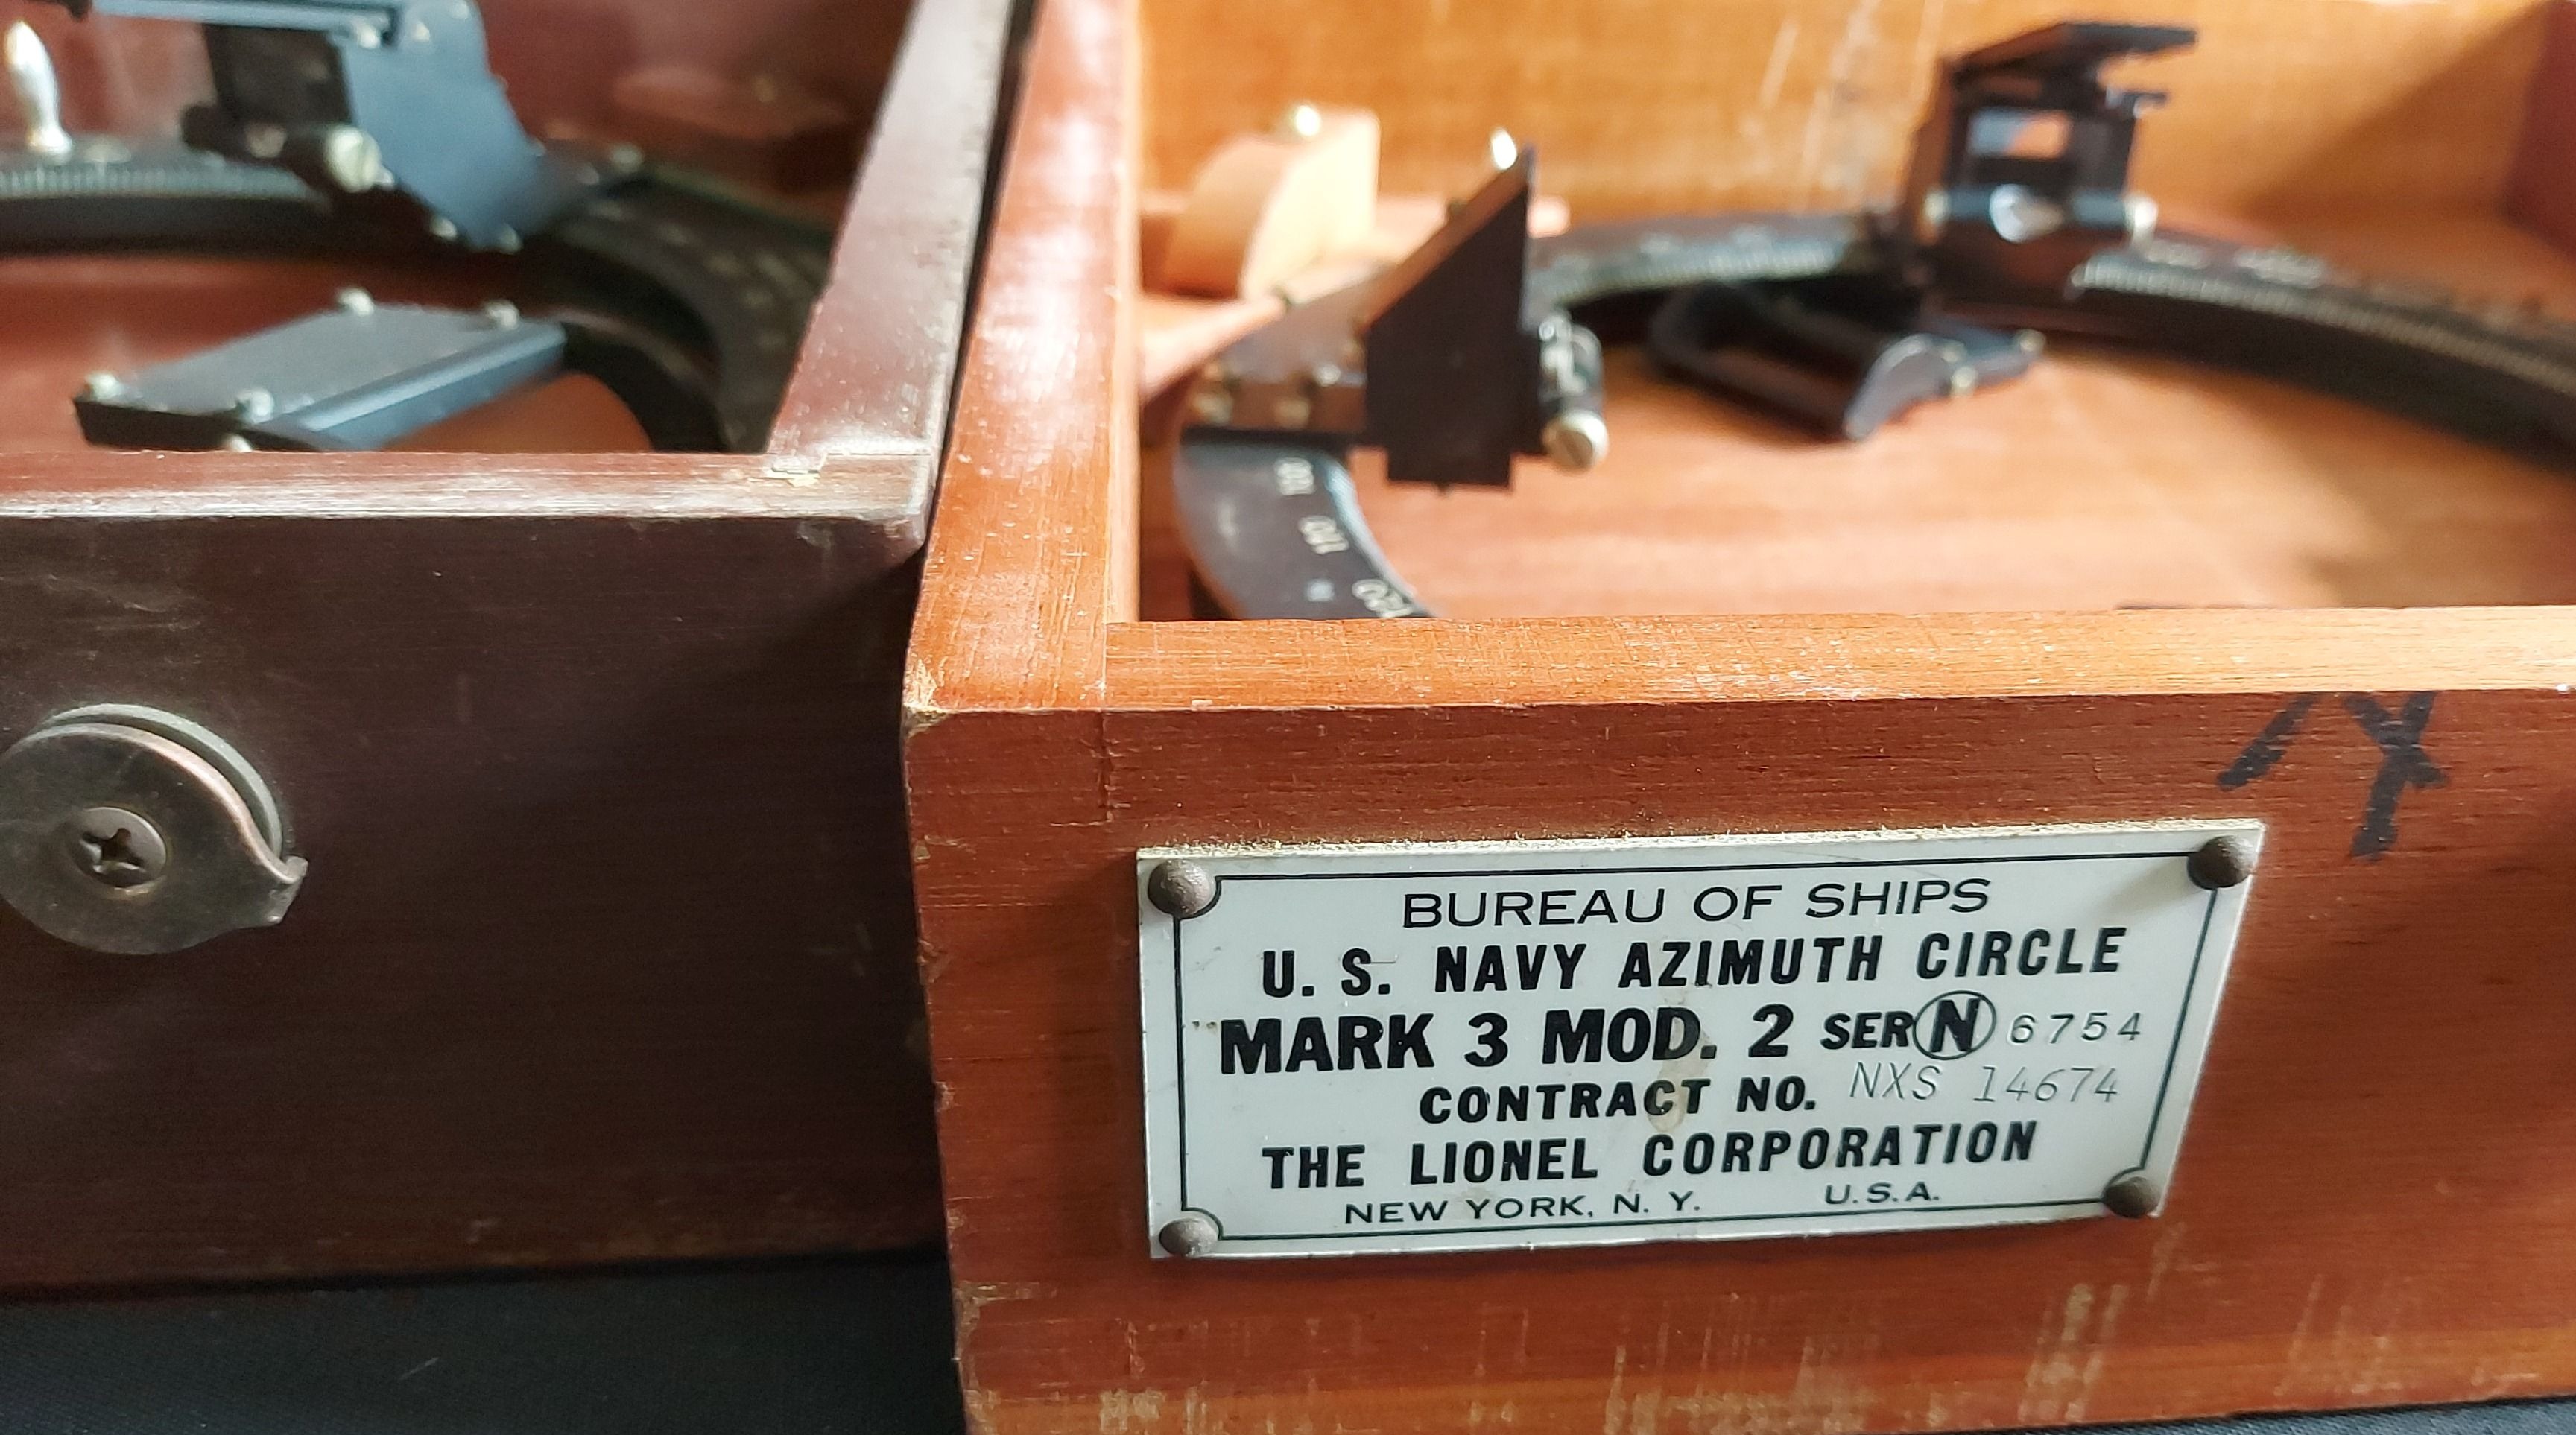 BUREAU OF SHIPS
U. S. NAVY AZIMUTH CIRCLE
MARK 3 MOD. 2 SER N 6754
CONTRACT NO. NXS 14674
THE LIONEL CORPORATION
NEW YORK, N. Y. U.S.A.